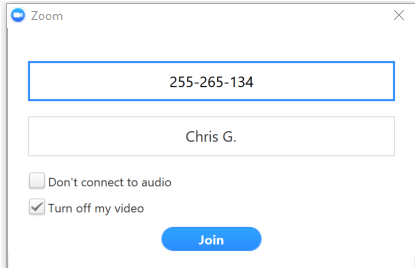 Zoom
255-265-134
Chris G.
Don't connect to audio
Turn off my video
Join